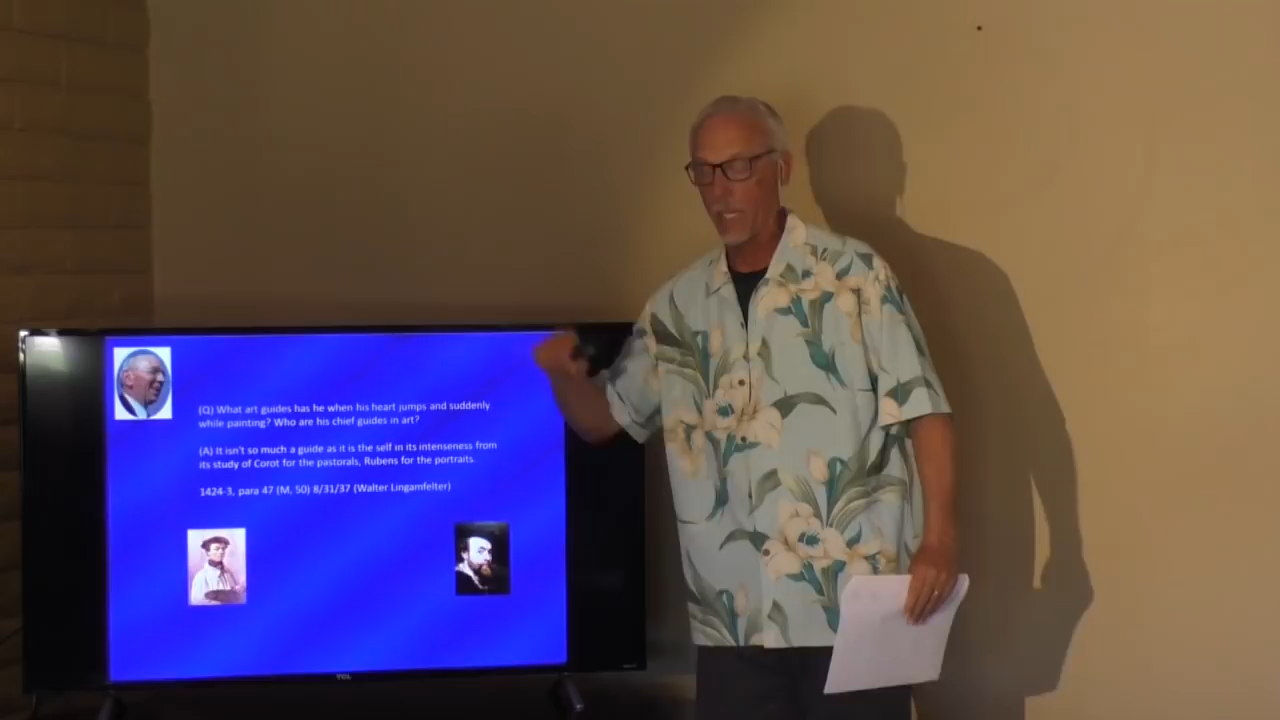 (Q) What art guides has he when his heart jumps and suddenly
while painting? Who are his chief guides in art?
(A) It isn't so much a guide as it is the self in its intenseness from
its study of Corot for the pastorals, Rubens for the portraits.
1424-3, para 47 (M, 50) 8/31/37 (Walter Lingamfelter)
TCL